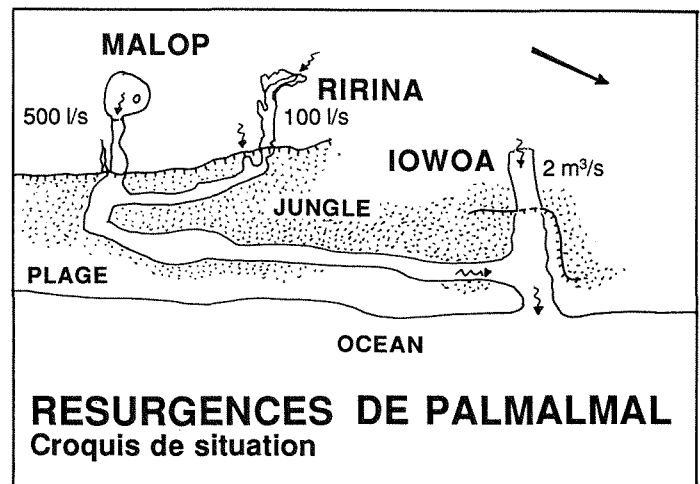 MALOP
RIRINA
500 l/s
100 l/s
IOWOA
2 m³/s
JUNGLE
PLAGE
OCEAN
RESURGENCES DE PALMALMAL
Croquis de situation